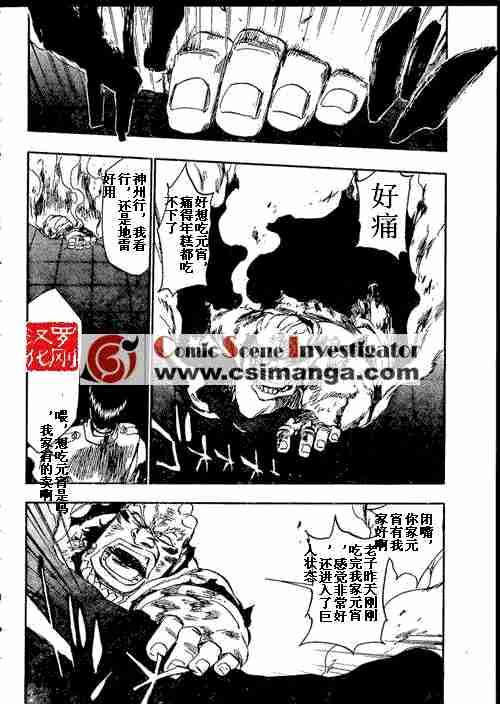 好痛
好想吃元宵，
痛得年糕都吃
不下了
神州行，我看
行，还是地雷
好用
罗刚
汉化
Comic Scene Investigator
www.csimanga.com
喂，想吃元宵是吗
，我家有的卖啊
闭嘴，
你家元
宵有我
家好啊
老子昨天刚刚
吃完我家元宵
，感觉非常好
，还进入了巨
人状态